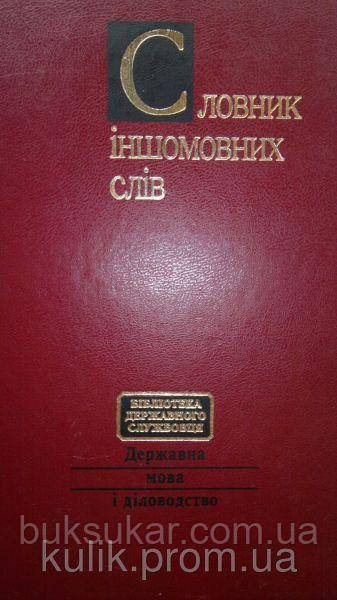 Словник
іншомовних
слів
БІБЛІОТЕКА
ДЕРЖАВНОГО
СЛУЖБОВЦЯ
Державна
мова
і діловодство
buksukar.com.ua
kulik.prom.ua